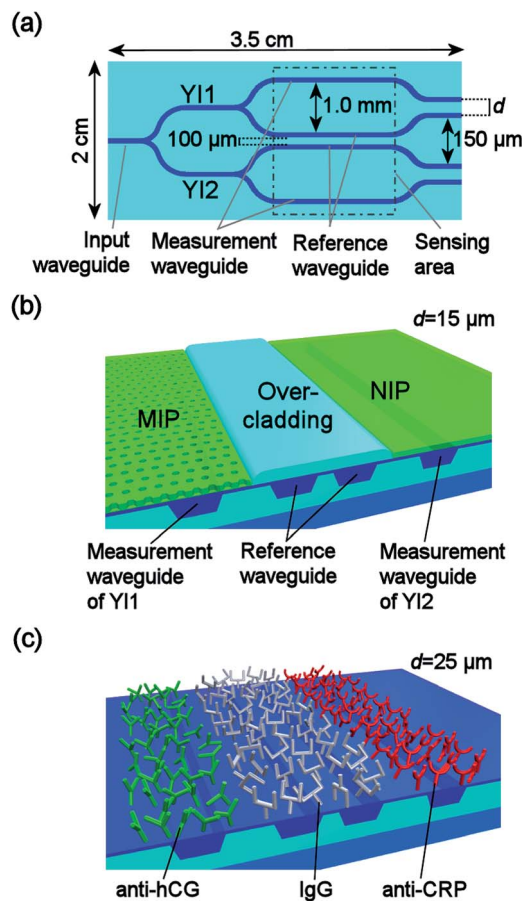 (a)
3.5 cm
2 cm
YI1
YI2
1.0 mm
100 µm
d
150 µm
Input
waveguide
Measurement
waveguide
Reference
waveguide
Sensing
area
(b)
d=15 µm
MIP
Over-
cladding
NIP
Measurement
waveguide
of YI1
Reference
waveguide
Measurement
waveguide
of YI2
(c)
d=25 µm
anti-hCG
IgG
anti-CRP